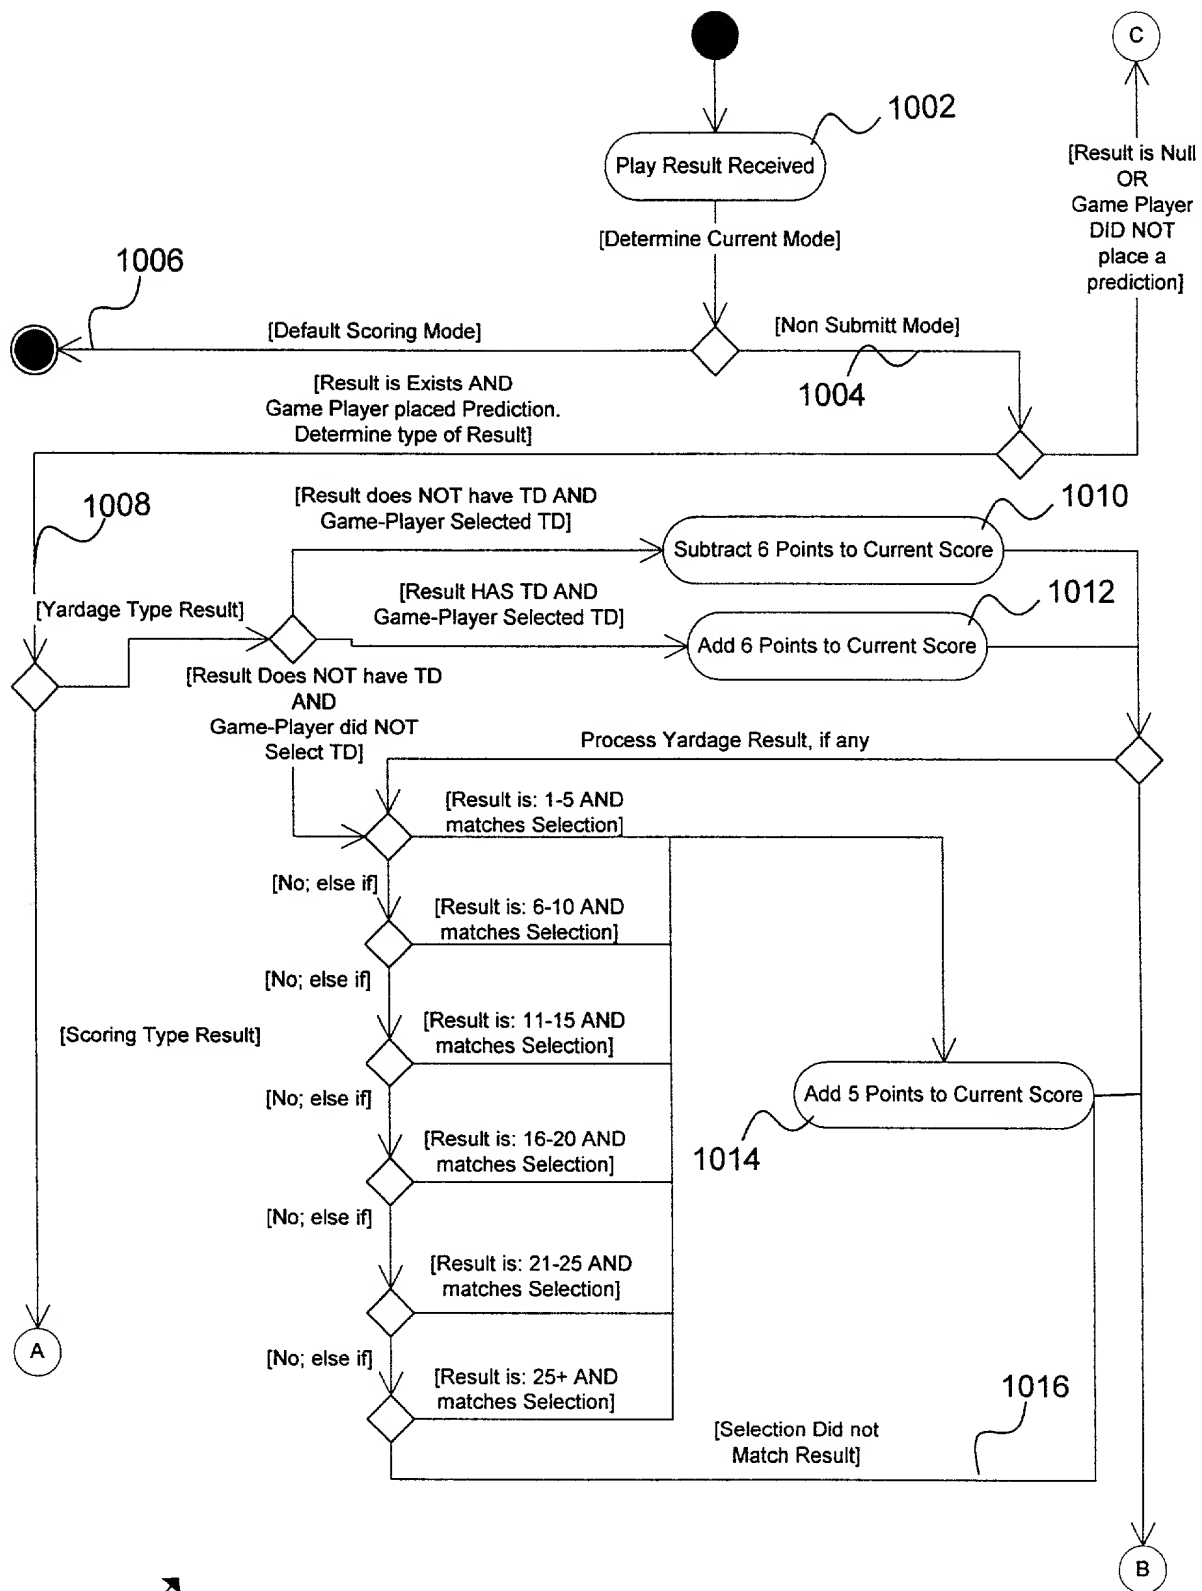 C
1002
Play Result Received
[Result is Null
OR
Game Player
DID NOT
place a
prediction]
[Determine Current Mode]
1006
[Default Scoring Mode]
[Non Submitt Mode]
1004
[Result is Exists AND
Game Player placed Prediction.
Determine type of Result]
1008
[Result does NOT have TD AND
Game-Player Selected TD]
1010
Subtract 6 Points to Current Score
[Yardage Type Result]
[Result HAS TD AND
Game-Player Selected TD]
1012
Add 6 Points to Current Score
[Result Does NOT have TD
AND
Game-Player did NOT
Select TD]
Process Yardage Result, if any
[Result is: 1-5 AND
matches Selection]
[No; else if]
[Result is: 6-10 AND
matches Selection]
[No; else if]
[Result is: 11-15 AND
matches Selection]
[Scoring Type Result]
[No; else if]
Add 5 Points to Current Score
1014
[Result is: 16-20 AND
matches Selection]
[No; else if]
[Result is: 21-25 AND
matches Selection]
A
[No; else if]
[Result is: 25+ AND
matches Selection]
1016
[Selection Did not
Match Result]
B